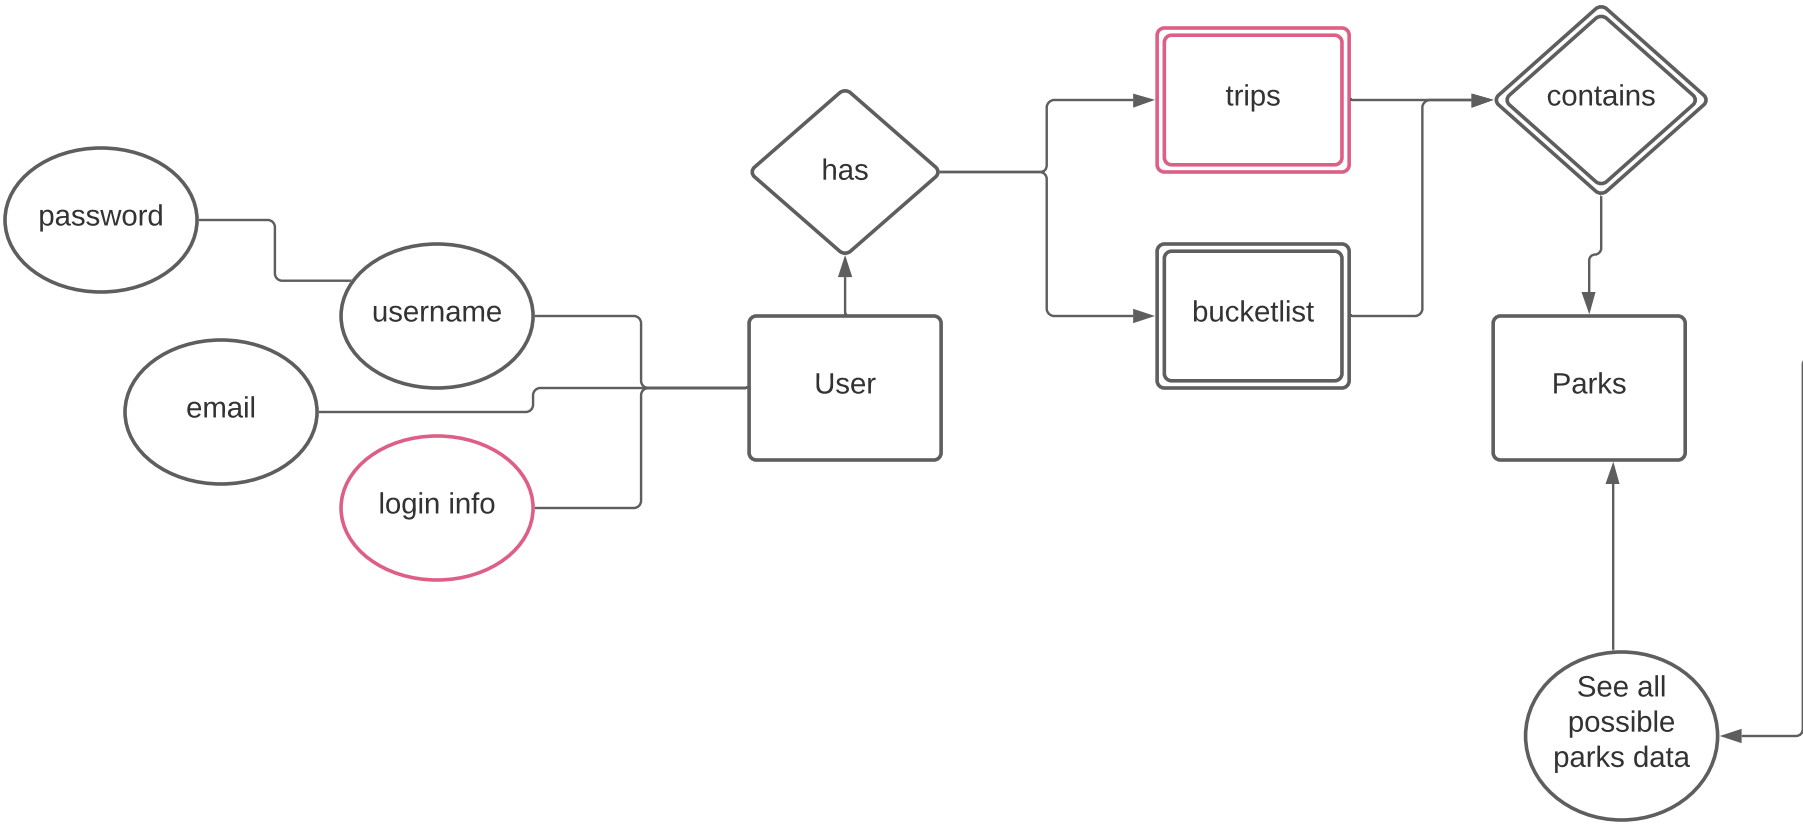 trips
contains
has
password
username
bucketlist
User
Parks
email
login info
See all
possible
parks data